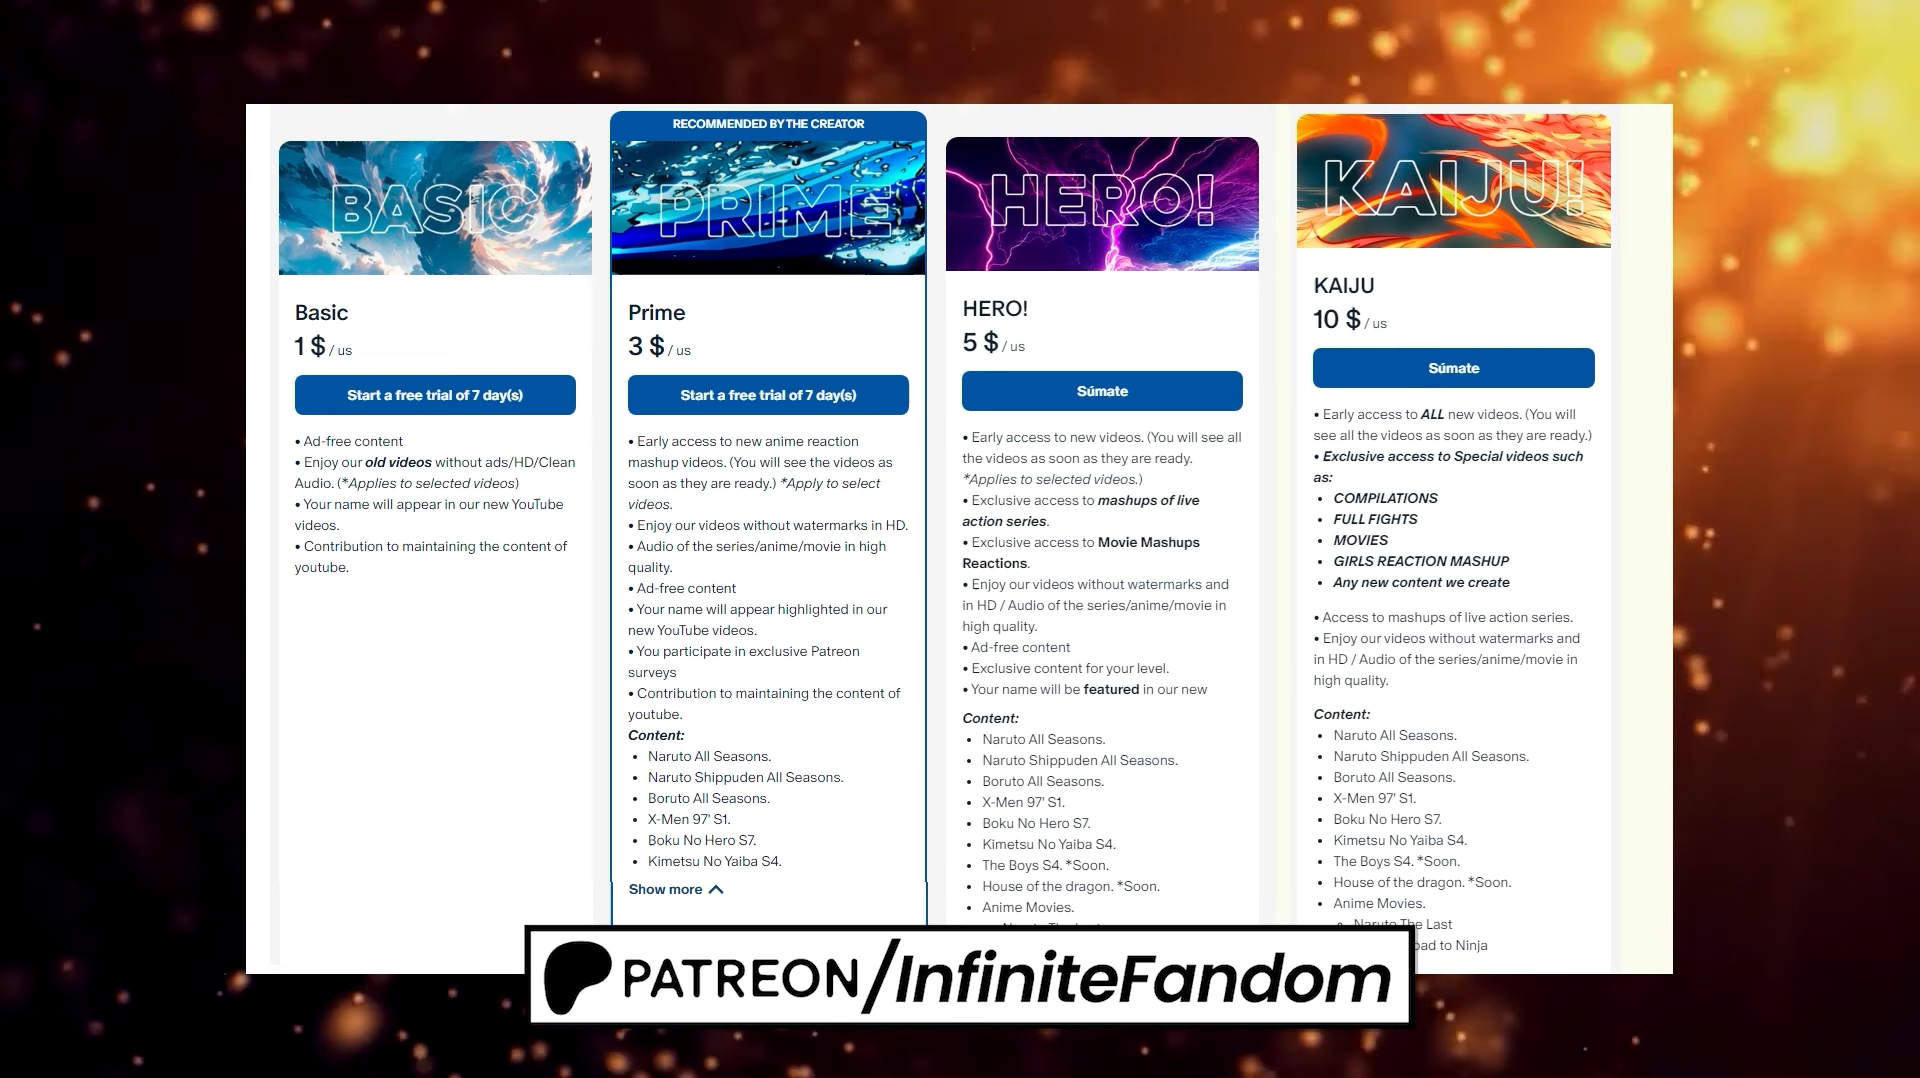 BASIC
Basic
1 $ / us
Start a free trial of 7 day(s)
• Ad-free content
• Enjoy our old videos without ads/HD/Clean
Audio. (*Applies to selected videos)
• Your name will appear in our new YouTube
videos.
• Contribution to maintaining the content of
youtube.
RECOMMENDED BY THE CREATOR
PRIME
Prime
3 $ / us
Start a free trial of 7 day(s)
• Early access to new anime reaction
mashup videos. (You will see the videos as
soon as they are ready.) *Apply to select
videos.
• Enjoy our videos without watermarks in HD.
• Audio of the series/anime/movie in high
quality.
• Ad-free content
• Your name will appear highlighted in our
new YouTube videos.
• You participate in exclusive Patreon
surveys
• Contribution to maintaining the content of
youtube.
Content:
• Naruto All Seasons.
• Naruto Shippuden All Seasons.
• Boruto All Seasons.
• X-Men 97' S1.
• Boku No Hero S7.
• Kimetsu No Yaiba S4.
Show more
HERO!
HERO!
5 $ / us
Súmate
• Early access to new videos. (You will see all
the videos as soon as they are ready.
*Applies to selected videos.)
• Exclusive access to mashups of live
action series.
• Exclusive access to Movie Mashups
Reactions.
• Enjoy our videos without watermarks and
in HD / Audio of the series/anime/movie in
high quality.
• Ad-free content
• Exclusive content for your level.
• Your name will be featured in our new
Content:
• Naruto All Seasons.
• Naruto Shippuden All Seasons.
• Boruto All Seasons.
• X-Men 97' S1.
• Boku No Hero S7.
• Kimetsu No Yaiba S4.
• The Boys S4. *Soon.
• House of the dragon. *Soon.
• Anime Movies.
KAIJU!
KAIJU
10 $ / us
Súmate
• Early access to ALL new videos. (You will
see all the videos as soon as they are ready.)
• Exclusive access to Special videos such
as:
• COMPILATIONS
• FULL FIGHTS
• MOVIES
• GIRLS REACTION MASHUP
• Any new content we create
• Access to mashups of live action series.
• Enjoy our videos without watermarks and
in HD / Audio of the series/anime/movie in
high quality.
Content:
• Naruto All Seasons.
• Naruto Shippuden All Seasons.
• Boruto All Seasons.
• X-Men 97' S1.
• Boku No Hero S7.
• Kimetsu No Yaiba S4.
• The Boys S4. *Soon.
• House of the dragon. *Soon.
• Anime Movies.
Naruto The Last
to Ninja
PATREON/InfiniteFandom